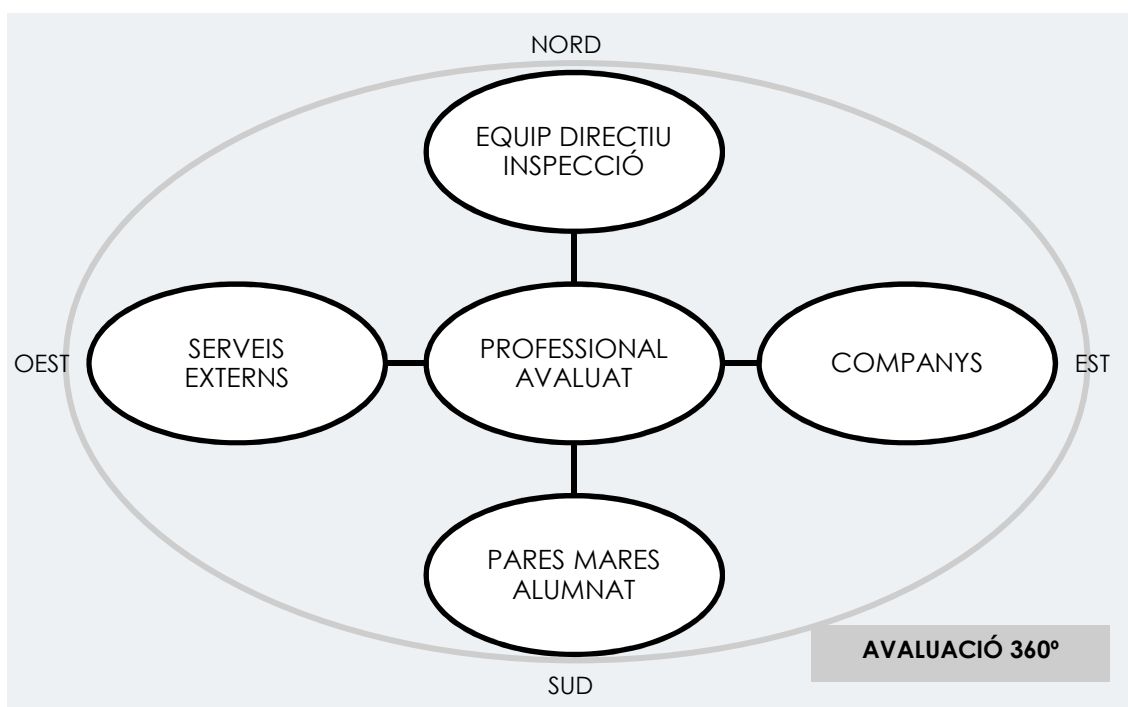 NORD
EQUIP DIRECTIU
INSPECCIÓ
OEST
SERVEIS
EXTERNS
PROFESSIONAL
AVALUAT
COMPANYS
EST
PARES MARES
ALUMNAT
AVALUACIÓ 360º
SUD